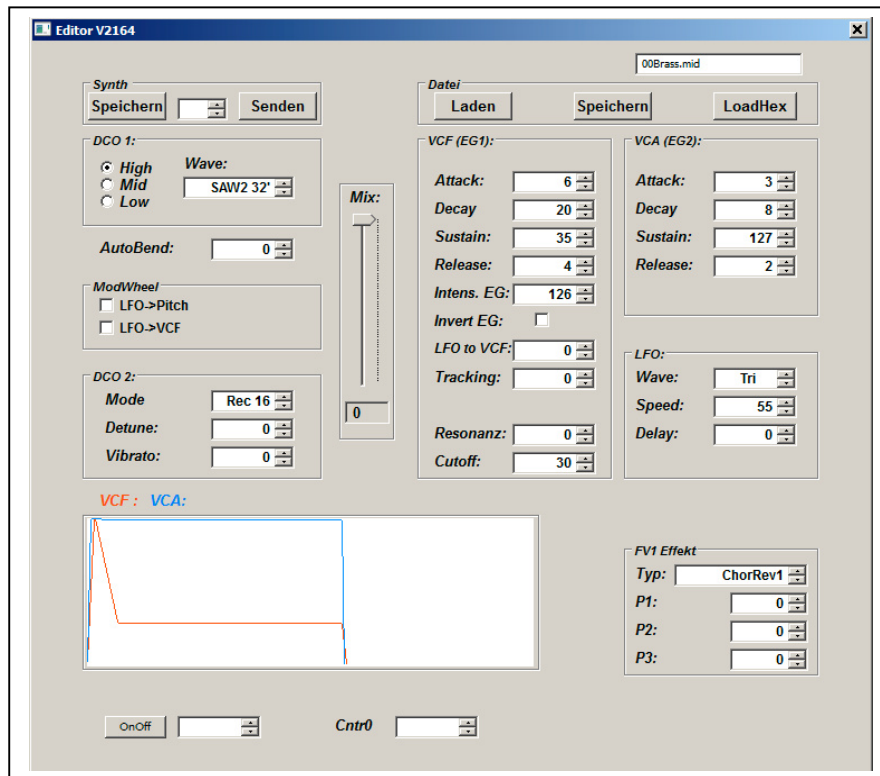 Editor V2164
00Brass.mid
Synth
Speichern
Senden
Datei
Laden
Speichern
LoadHex
DCO 1:
High
Mid
Low
Wave:
SAW2 32'
AutoBend:
0
ModWheel
LFO->Pitch
LFO->VCF
DCO 2:
Mode
Rec 16
Detune:
0
Vibrato:
0
Mix:
0
VCF (EG1):
Attack:
6
Decay
20
Sustain:
35
Release:
4
Intens. EG:
126
Invert EG:
LFO to VCF:
0
Tracking:
0
Resonanz:
0
Cutoff:
30
VCA (EG2):
Attack:
3
Decay
8
Sustain:
127
Release:
2
LFO:
Wave:
Tri
Speed:
55
Delay:
0
VCF : VCA:
FV1 Effekt
Typ:
ChorRev1
P1:
0
P2:
0
P3:
0
OnOff
Cntr0